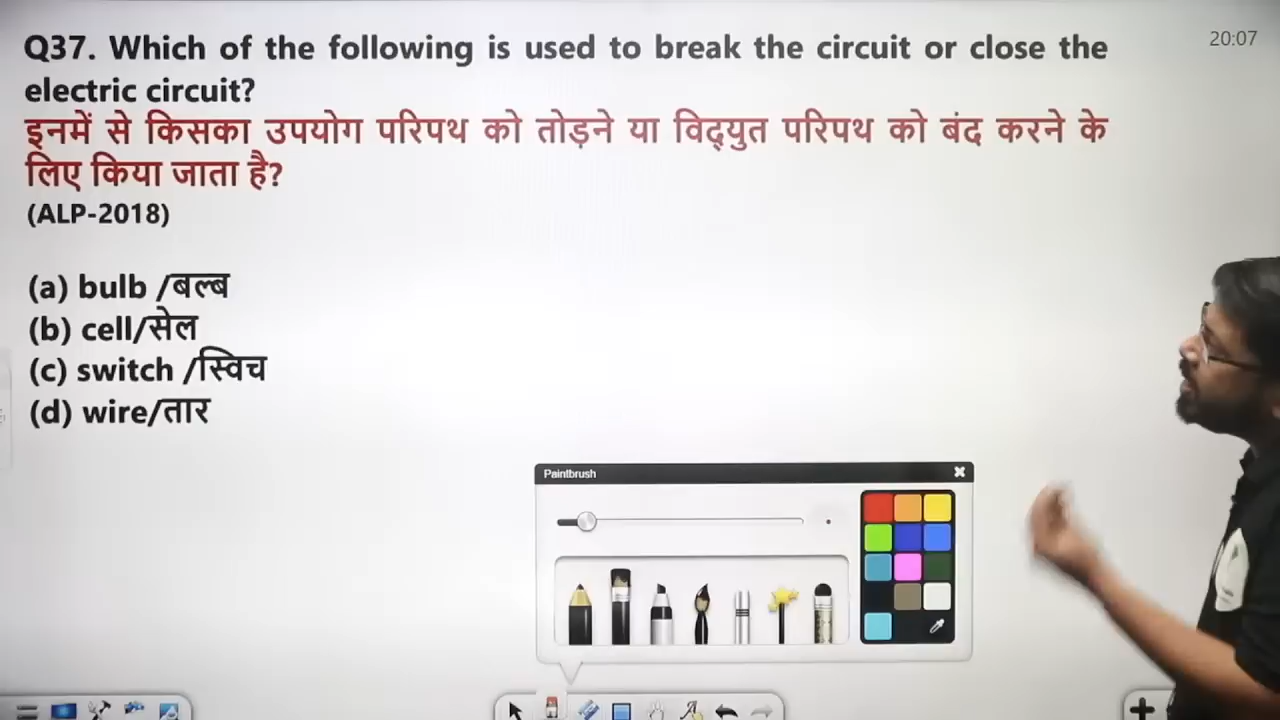 Q37. Which of the following is used to break the circuit or close the
electric circuit?
इनमें से किसका उपयोग परिपथ को तोड़ने या विद्युत परिपथ को बंद करने के
लिए किया जाता है?
(ALP-2018)
(a) bulb /बल्ब
(b) cell/सेल
(c) switch /स्विच
(d) wire/तार
20:07
Paintbrush